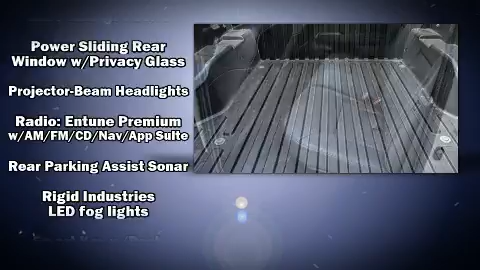 Power Sliding Rear
Window w/Privacy Glass
Projector-Beam Headlights
Radio: Entune Premium
w/AM/FM/CD/Nav/App Suite
Rear Parking Assist Sonar
Rigid Industries
LED fog lights